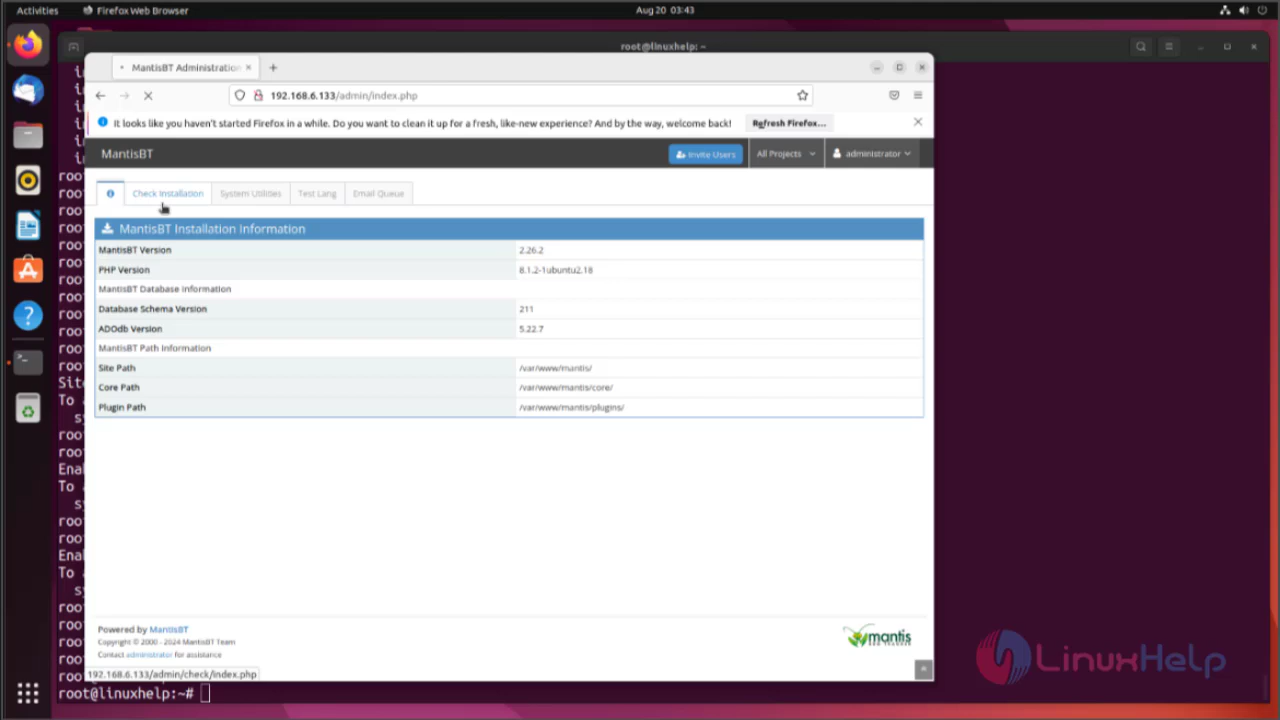 Activities
Firefox Web Browser
Aug 20 03:43
root@linuxhelp: ~
MantisBT Administration
192.168.6.133/admin/index.php
It looks like you haven't started Firefox in a while. Do you want to clean it up for a fresh, like-new experience? And by the way, welcome back!
Refresh Firefox...
MantisBT
Invite Users
All Projects
administrator
Check Installation
System Utilities
Test Lang
Email Queue
MantisBT Installation Information
MantisBT Version 2.26.2
PHP Version 8.1.2-1ubuntu2.18
MantisBT Database Information
Database Schema Version 211
ADOdb Version 5.22.7
MantisBT Path Information
Site Path /var/www/mantis/
Core Path /var/www/mantis/core/
Plugin Path /var/www/mantis/plugins/
Powered by MantisBT
Copyright © 2000 - 2024 MantisBT Team
Contact administrator for assistance
mantis
192.168.6.133/admin/check/index.php
root@linuxhelp:~#
LinuxHelp